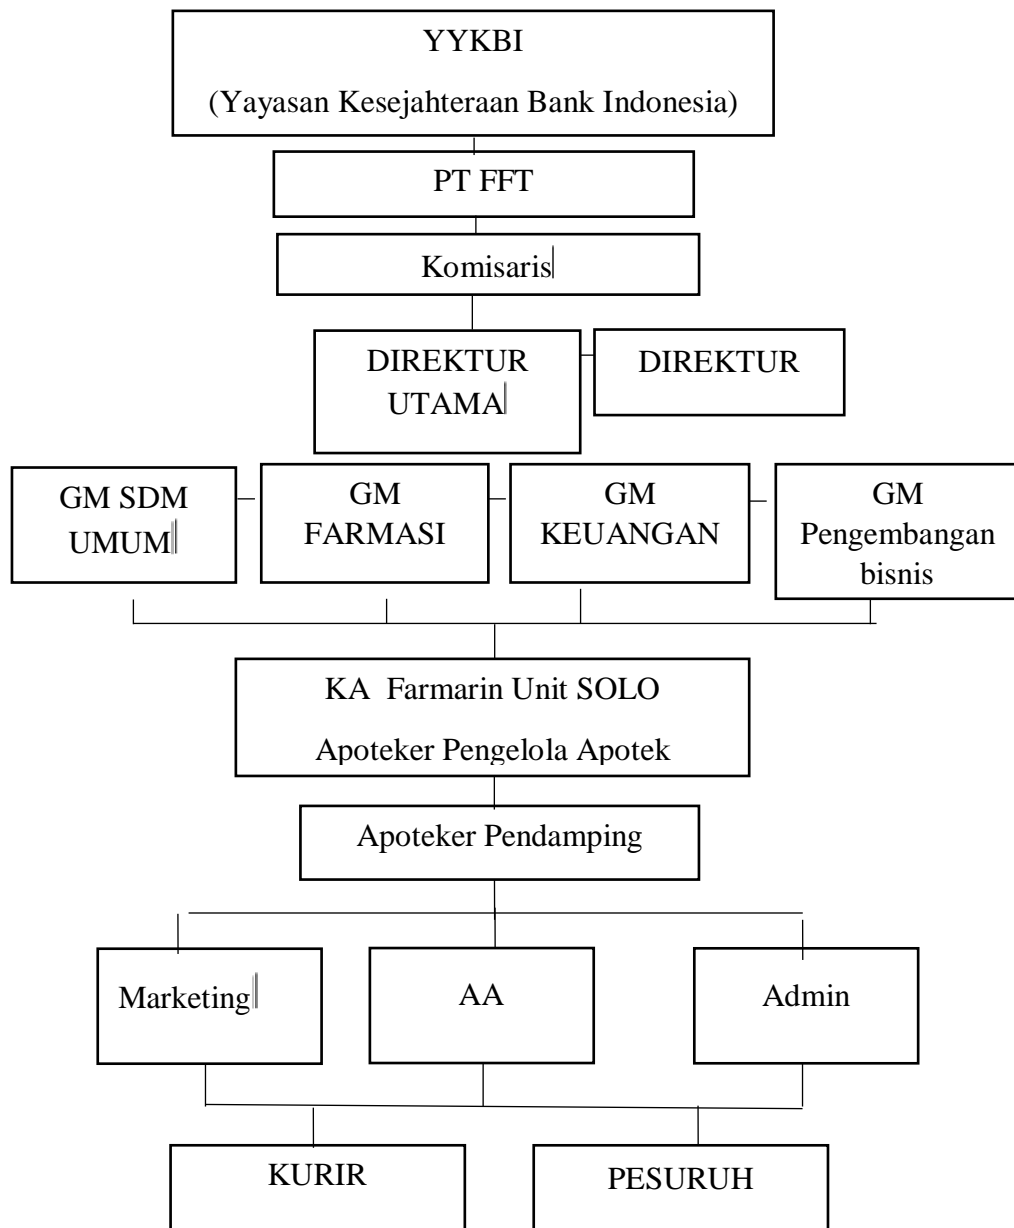 YYKBI
(Yayasan Kesejahteraan Bank Indonesia)
PT FFT
Komisaris
DIREKTUR
UTAMA
DIREKTUR
GM SDM
UMUM
GM
FARMASI
GM
KEUANGAN
GM
Pengembangan
bisnis
KA Farmarin Unit SOLO
Apoteker Pengelola Apotek
Apoteker Pendamping
Marketing
AA
Admin
KURIR
PESURUH